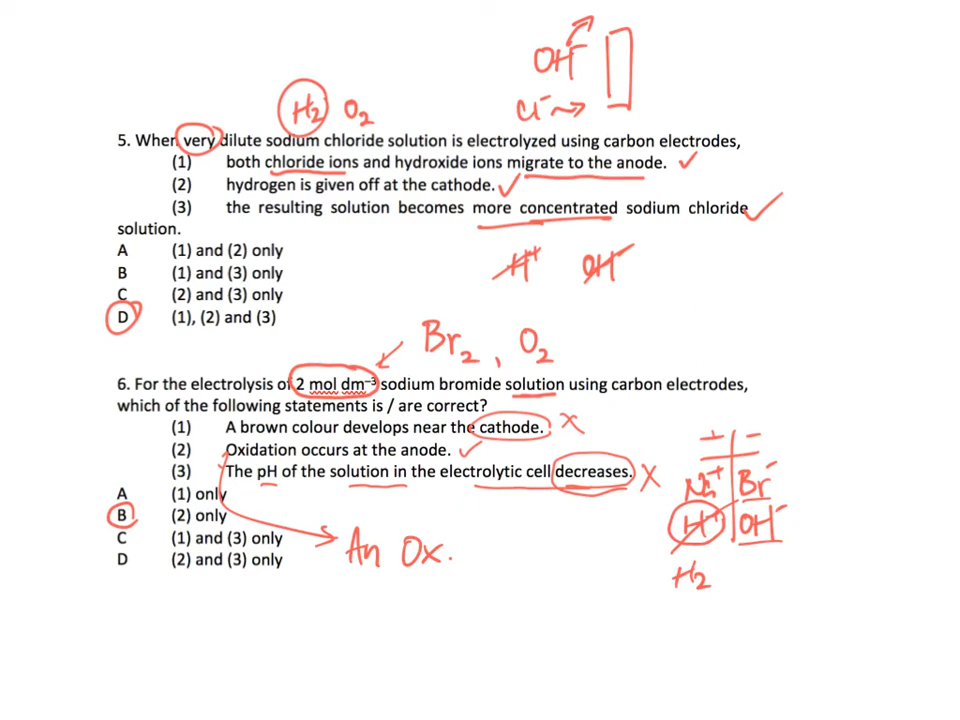 OH⁻
Cl⁻
H₂ O₂
5. When very dilute sodium chloride solution is electrolyzed using carbon electrodes,
(1) both chloride ions and hydroxide ions migrate to the anode.
(2) hydrogen is given off at the cathode.
(3) the resulting solution becomes more concentrated sodium chloride
solution.
A (1) and (2) only
B (1) and (3) only
C (2) and (3) only
D (1), (2) and (3)
H⁺ OH⁻
Br₂, O₂
6. For the electrolysis of 2 mol dm⁻³ sodium bromide solution using carbon electrodes,
which of the following statements is / are correct?
(1) A brown colour develops near the cathode.
(2) Oxidation occurs at the anode.
(3) The pH of the solution in the electrolytic cell decreases.
A (1) only
B (2) only
C (1) and (3) only
D (2) and (3) only
An Ox.
+ −
Na⁺ Br⁻
H⁺ OH⁻
H₂